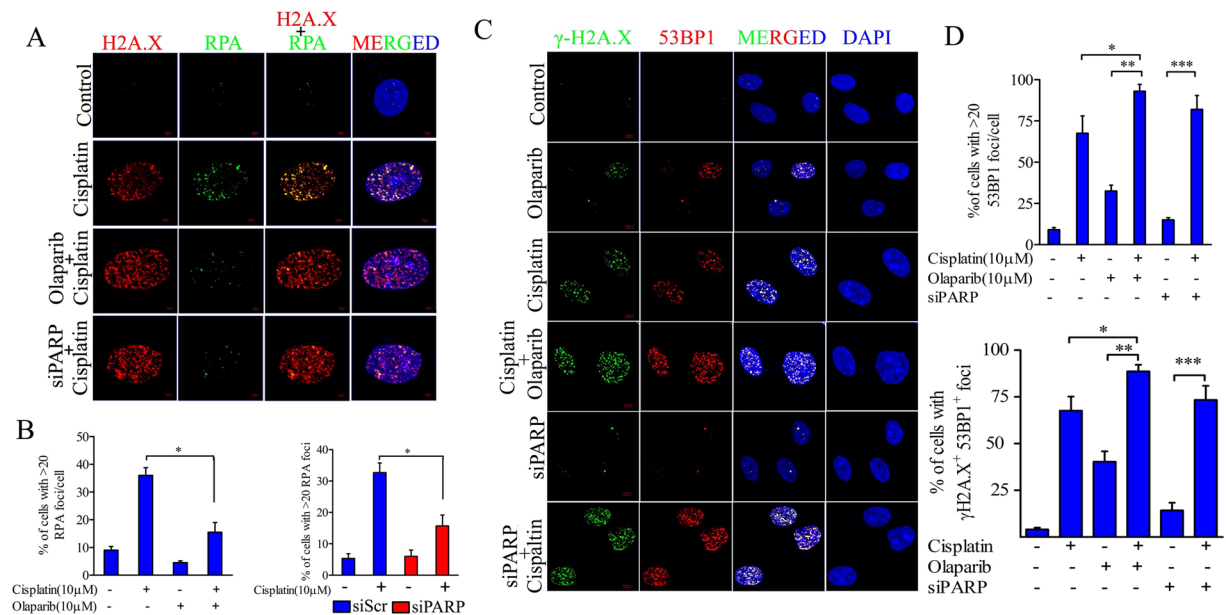 A
H2A.X
RPA
H2A.X
+
RPA
MERGED
Control
Cisplatin
Olaparib
+
Cisplatin
siPARP
+
Cisplatin
B
% of cells with >20
RPA foci/cell
50
40
30
20
10
0
*
Cisplatin(10μM) - + - +
Olaparib(10μM) - - + +
% of cells with >20 RPA foci
40
30
20
10
0
*
Cisplatin(10μM) - + - +
siScr siPARP
C
γ-H2A.X 53BP1 MERGED DAPI
Control
Olaparib
Cisplatin
Cisplatin
+
Olaparib
siPARP
siPARP
+
Cispaltin
D
%of cells with >20
53BP1 foci/cell
100
75
50
25
0
*
** ***
Cisplatin(10μM) - + - + - +
Olaparib(10μM) - - + + - -
siPARP - - - - + +
% of cells with
γH2A.X+ 53BP1+ foci
100
75
50
25
0
*
** ***
Cisplatin - + - + - +
Olaparib - - + + - -
siPARP - - - - + +